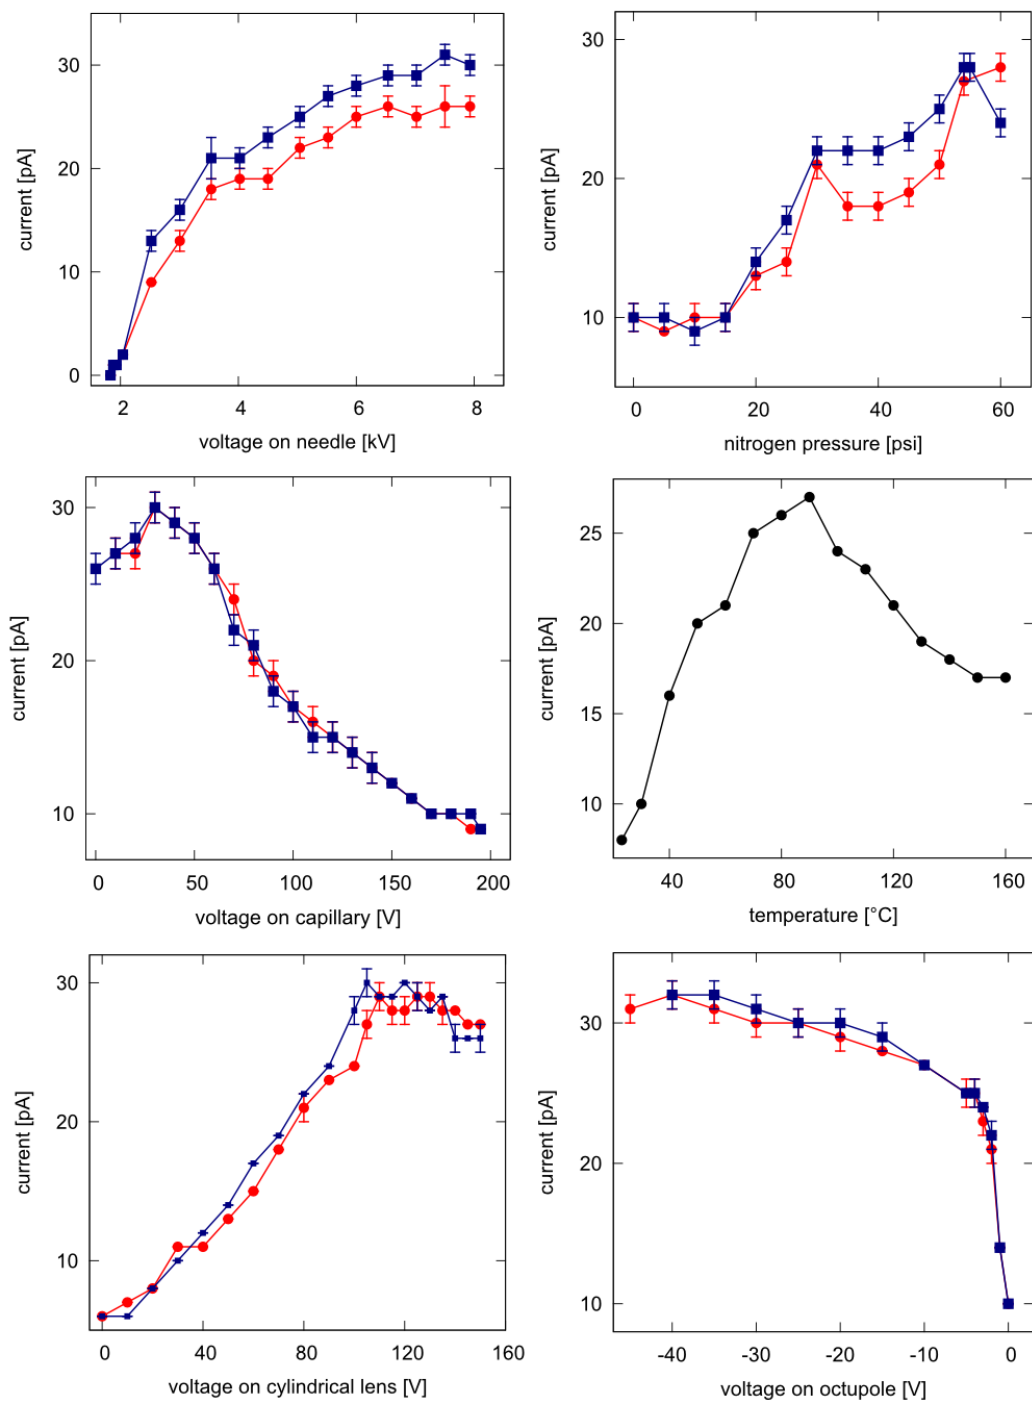 30
20
10
0
current [pA]
2 4 6 8
voltage on needle [kV]
30
20
10
current [pA]
0 20 40 60
nitrogen pressure [psi]
30
20
10
current [pA]
0 50 100 150 200
voltage on capillary [V]
25
20
15
10
current [pA]
40 80 120 160
temperature [°C]
30
20
10
current [pA]
0 40 80 120 160
voltage on cylindrical lens [V]
30
20
10
current [pA]
-40 -30 -20 -10 0
voltage on octupole [V]